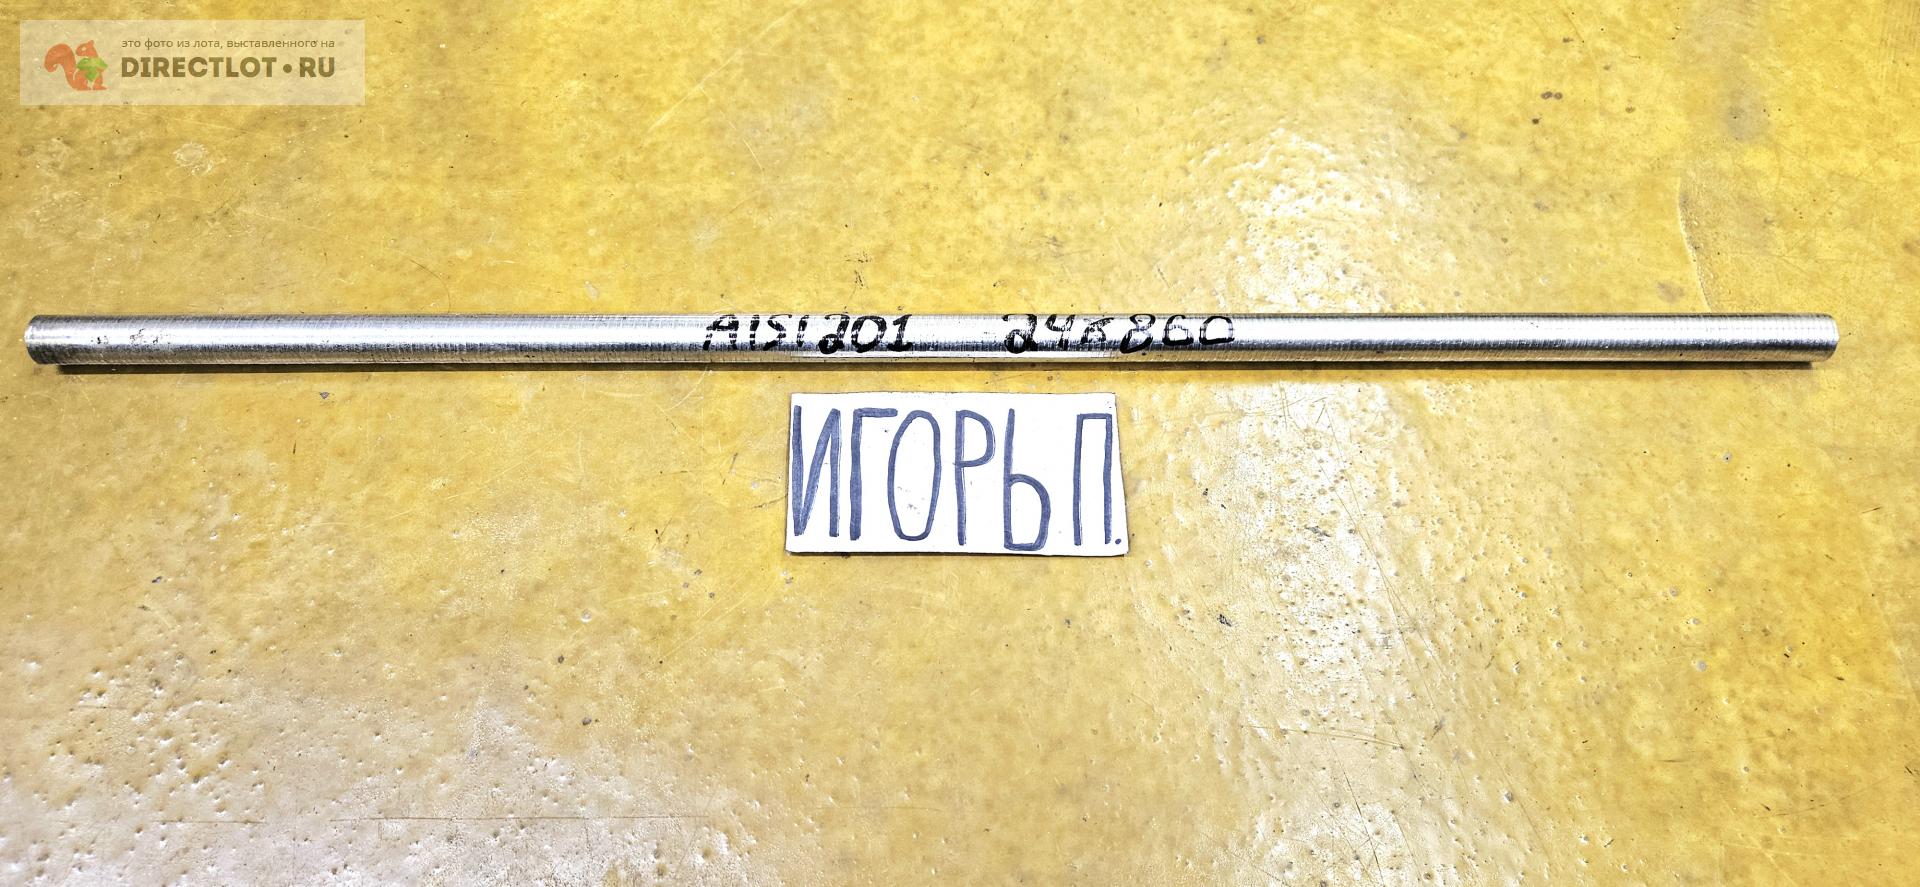 это фото из лота, выставленного на
DIRECTLOT•RU
AISI 201 24x860
ИГОРЬ П.